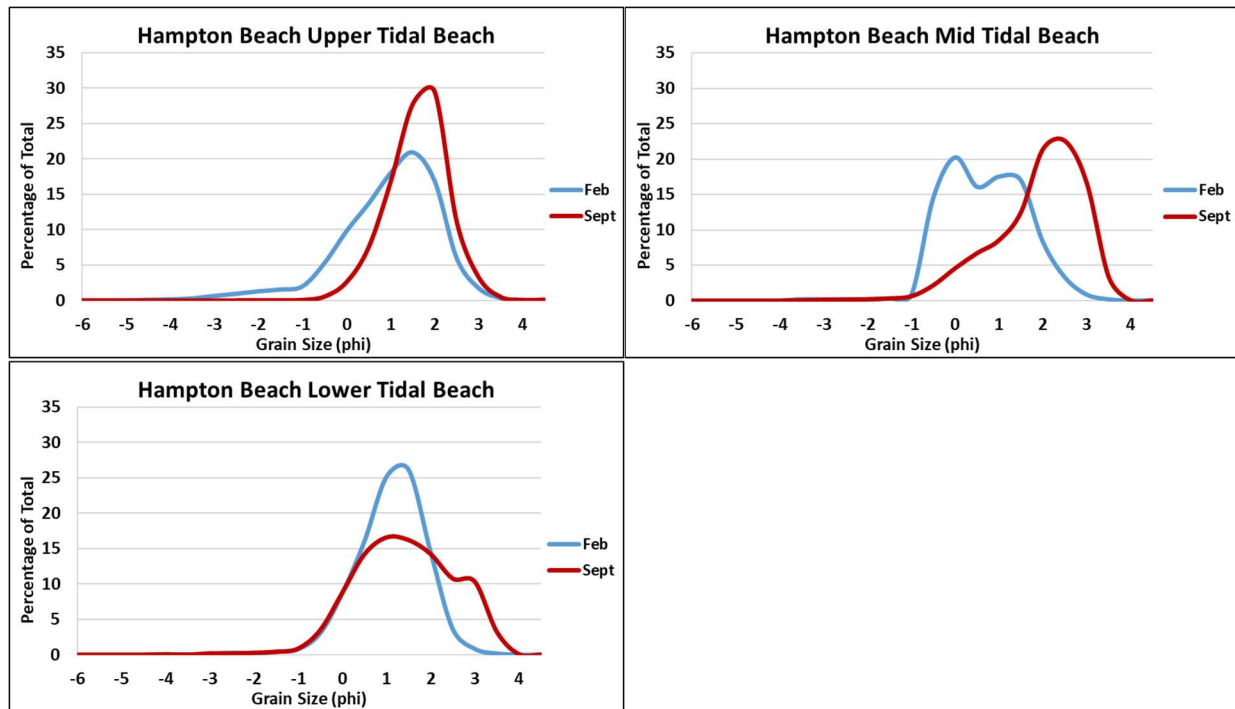 Hampton Beach Upper Tidal Beach
35
30
25
20
15
10
5
0
Percentage of Total
-6 -5 -4 -3 -2 -1 0 1 2 3 4
Grain Size (phi)
Feb
Sept
Hampton Beach Mid Tidal Beach
35
30
25
20
15
10
5
0
Percentage of Total
-6 -5 -4 -3 -2 -1 0 1 2 3 4
Grain Size (phi)
Feb
Sept
Hampton Beach Lower Tidal Beach
35
30
25
20
15
10
5
0
Percentage of Total
-6 -5 -4 -3 -2 -1 0 1 2 3 4
Grain Size (phi)
Feb
Sept